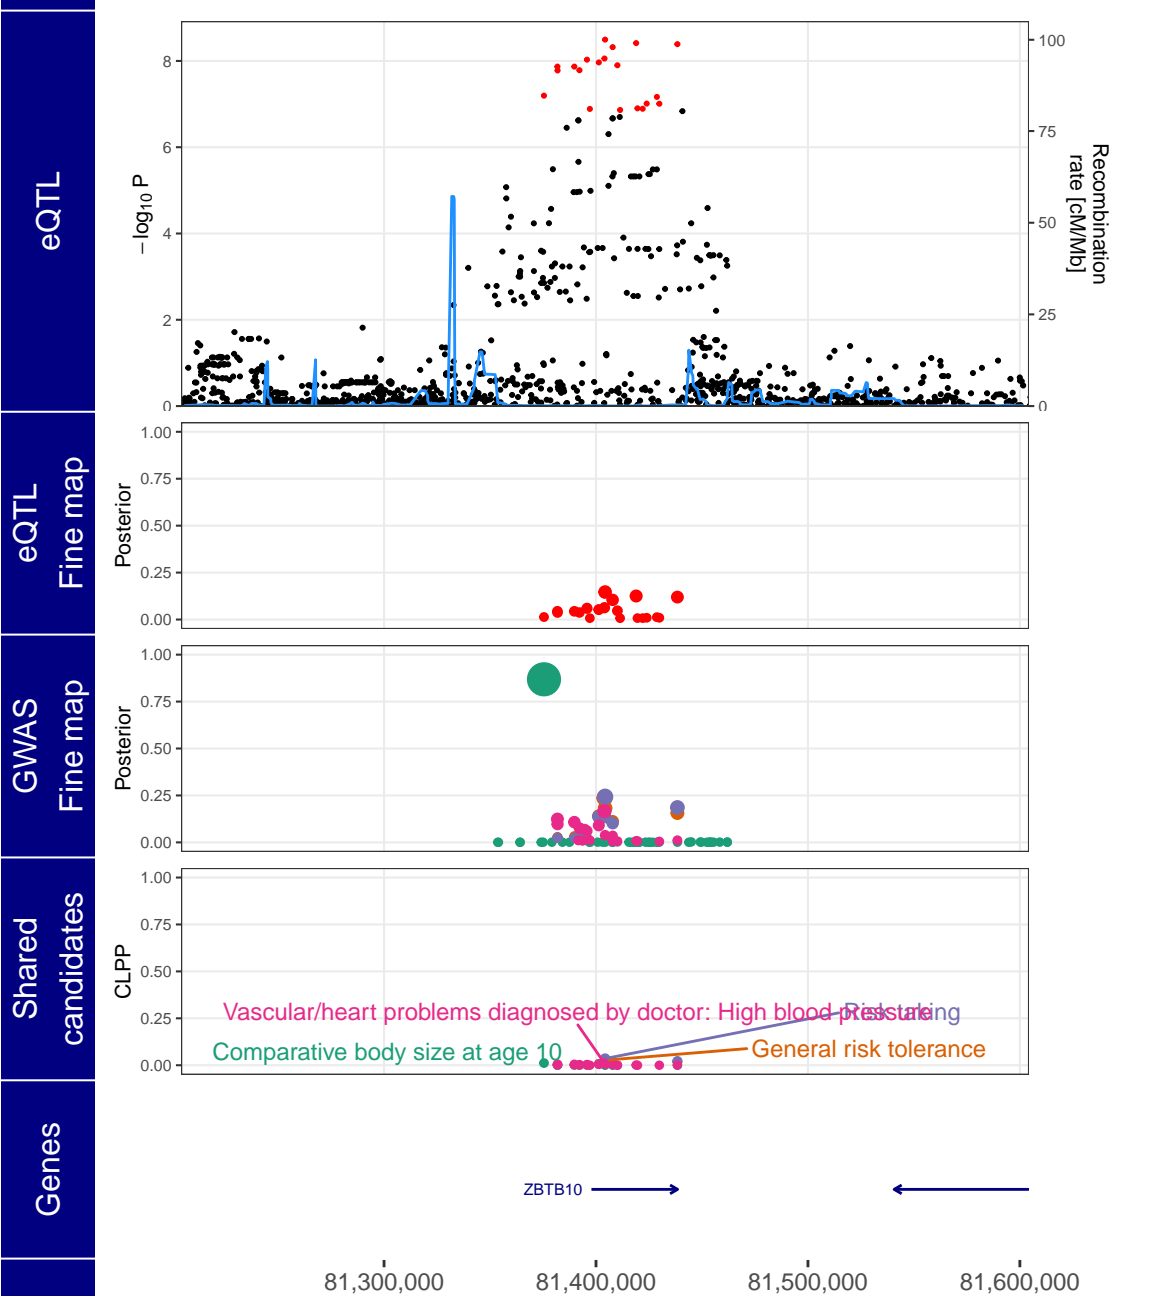 eQTL
−log10 P
8
6
4
2
0
100
75
50
25
0
Recombination
rate [cM/Mb]
eQTL
Fine map
Posterior
1.00
0.75
0.50
0.25
0.00
GWAS
Fine map
Posterior
1.00
0.75
0.50
0.25
0.00
Shared
candidates
CLPP
1.00
0.75
0.50
0.25
0.00
Vascular/heart problems diagnosed by doctor: High blood pressure
Risk taking
Comparative body size at age 10
General risk tolerance
Genes
ZBTB10
81,300,000
81,400,000
81,500,000
81,600,000